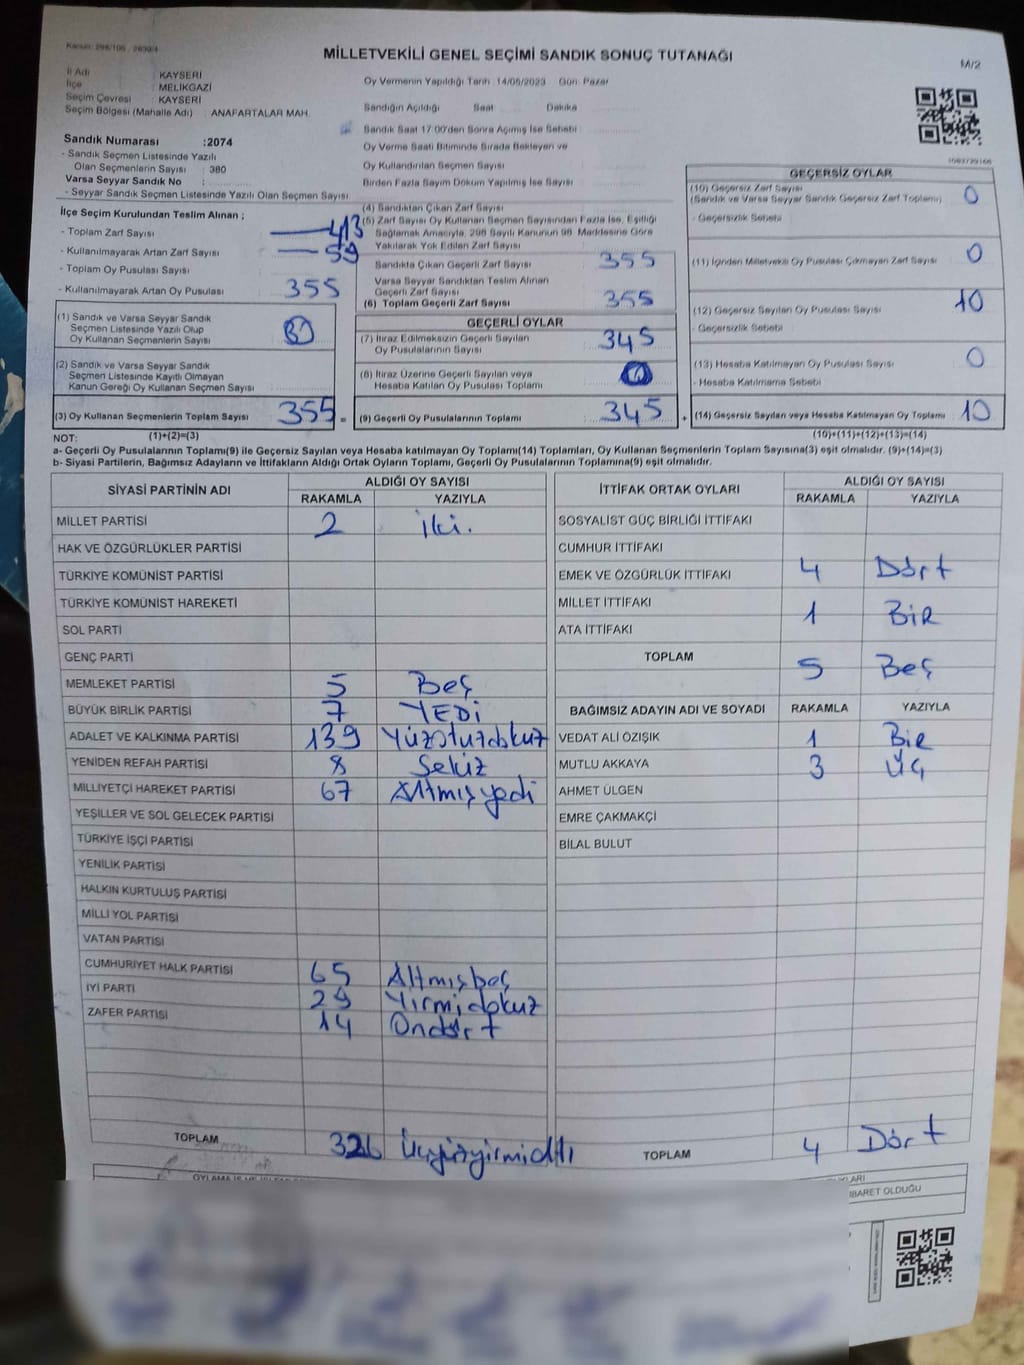 Kanun: 298/105 , 2839/4
MİLLETVEKİLİ GENEL SEÇİMİ SANDIK SONUÇ TUTANAĞI
M/2
İl Adı : KAYSERİ
İlçe : MELİKGAZİ
Seçim Çevresi : KAYSERİ
Seçim Bölgesi (Mahalle Adı) : ANAFARTALAR MAH.
Sandık Numarası :2074
- Sandık Seçmen Listesinde Yazılı
Olan Seçmenlerin Sayısı : 380
Varsa Seyyar Sandık No :
- Seyyar Sandık Seçmen Listesinde Yazılı Olan Seçmen Sayısı
Oy Vermenin Yapıldığı Tarih :14/05/2023 Gün: Pazar
Sandığın Açıldığı Saat Dakika
Sandık Saat 17:00'den Sonra Açımış İse Sebebi :
Oy Verme Saati Bitiminde Sırada Bekleyen ve
Oy Kullandırılan Seçmen Sayısı
Birden Fazla Sayım Döküm Yapılmış İse Sayısı
İlçe Seçim Kurulundan Teslim Alınan ;
- Toplam Zarf Sayısı 413
- Kullanılmayarak Artan Zarf Sayısı 59
- Toplam Oy Pusulası Sayısı
- Kullanılmayarak Artan Oy Pusulası 355
(1) Sandık ve Varsa Seyyar Sandık
Seçmen Listesinde Yazılı Olup
Oy Kullanan Seçmenlerin Sayısı
(2) Sandık ve Varsa Seyyar Sandık
Seçmen Listesinde Kayıtlı Olmayan
Kanun Gereği Oy Kullanan Seçmen Sayısı
(3) Oy Kullanan Seçmenlerin Toplam Sayısı 355 =
(4) Sandıktan Çıkan Zarf Sayısı
(5) Zarf Sayısı Oy Kullanan Seçmen Sayısından Fazla İse, Eşitliği
Sağlamak Amacıyla, 298 Sayılı Kanunun 98. Maddesine Göre
Yakılarak Yok Edilen Zarf Sayısı
Sandıkta Çıkan Geçerli Zarf Sayısı 355
Varsa Seyyar Sandıktan Teslim Alınan
Geçerli Zarf Sayısı
(6) Toplam Geçerli Zarf Sayısı 355
GEÇERLİ OYLAR
(7) İtiraz Edilmeksizin Geçerli Sayılan
Oy Pusulalarının Sayısı 345
(8) İtiraz Üzerine Geçerli Sayılan veya
Hesaba Katılan Oy Pusulası Toplamı
(9) Geçerli Oy Pusulalarının Toplamı 345 +
GEÇERSİZ OYLAR
(10) Geçersiz Zarf Sayısı 0
(Sandık ve Varsa Seyyar Sandık Geçersiz Zarf Toplamı)
- Geçersizlik Sebebi
(11) İçinden Milletvekili Oy Pusulası Çıkmayan Zarf Sayısı 0
(12) Geçersiz Sayılan Oy Pusulası Sayısı 10
- Geçersizlik Sebebi
(13) Hesaba Katılmayan Oy Pusulası Sayısı 0
- Hesaba Katılmama Sebebi
(14) Geçersiz Sayılan veya Hesaba Katılmayan Oy Toplamı 10
NOT: (1)+(2)=(3) (10)+(11)+(12)+(13)=(14)
a- Geçerli Oy Pusulalarının Toplamı(9) ile Geçersiz Sayılan veya Hesaba katılmayan Oy Toplamı(14) Toplamları, Oy Kullanan Seçmenlerin Toplam Sayısına(3) eşit olmalıdır. (9)+(14)=(3)
b- Siyasi Partilerin, Bağımsız Adayların ve İttifakların Aldığı Ortak Oyların Toplamı, Geçerli Oy Pusulalarının Toplamına(9) eşit olmalıdır.
SİYASİ PARTİNİN ADI ALDIĞI OY SAYISI
RAKAMLA YAZIYLA
MİLLET PARTİSİ 2 iki.
HAK VE ÖZGÜRLÜKLER PARTİSİ
TÜRKİYE KOMÜNİST PARTİSİ
TÜRKİYE KOMÜNİST HAREKETİ
SOL PARTİ
GENÇ PARTİ
MEMLEKET PARTİSİ 5 Beş
BÜYÜK BİRLİK PARTİSİ 7 YEDİ
ADALET VE KALKINMA PARTİSİ 139 Yüzotuzdokuz
YENİDEN REFAH PARTİSİ 8 Sekiz
MİLLİYETÇİ HAREKET PARTİSİ 67 Altmışyedi
YEŞİLLER VE SOL GELECEK PARTİSİ
TÜRKİYE İŞÇİ PARTİSİ
YENİLİK PARTİSİ
HALKIN KURTULUŞ PARTİSİ
MİLLİ YOL PARTİSİ
VATAN PARTİSİ
CUMHURİYET HALK PARTİSİ 65 Altmışbeş
İYİ PARTİ 29 Yirmidokuz
ZAFER PARTİSİ 14 Ondört
TOPLAM 326 Üçyüzyirmialtı
İTTİFAK ORTAK OYLARI ALDIĞI OY SAYISI
RAKAMLA YAZIYLA
SOSYALİST GÜÇ BİRLİĞİ İTTİFAKI
CUMHUR İTTİFAKI
EMEK VE ÖZGÜRLÜK İTTİFAKI 4 Dört
MİLLET İTTİFAKI 1 BİR
ATA İTTİFAKI
TOPLAM 5 Beş
BAĞIMSIZ ADAYIN ADI VE SOYADI RAKAMLA YAZIYLA
VEDAT ALİ ÖZIŞIK 1 Bir
MUTLU AKKAYA 3 Üç
AHMET ÜLGEN
EMRE ÇAKMAKÇİ
BİLAL BULUT
TOPLAM 4 Dört
İBARET OLDUĞU